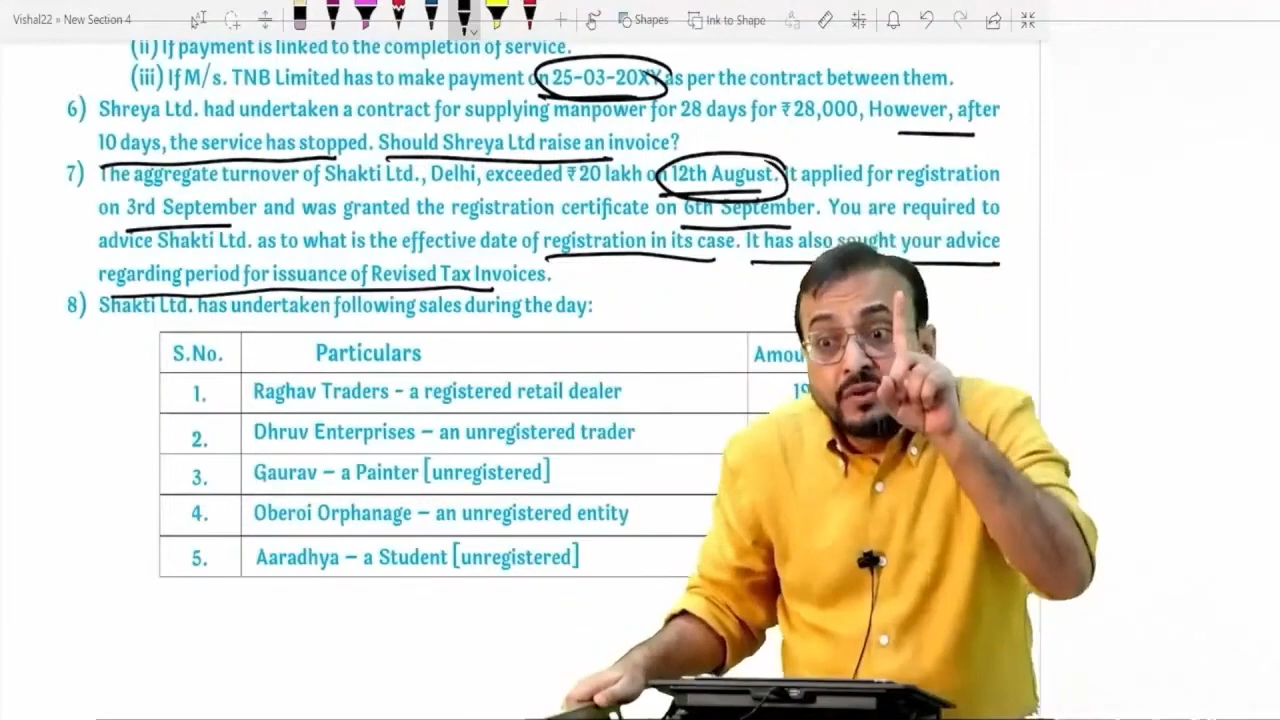 Vishal22 » New Section 4
Shapes
Ink to Shape
(ii) If payment is linked to the completion of service.
(iii) If M/s. TNB Limited has to make payment on 25-03-20XY as per the contract between them.
6) Shreya Ltd. had undertaken a contract for supplying manpower for 28 days for ₹ 28,000, However, after
10 days, the service has stopped. Should Shreya Ltd raise an invoice?
7) The aggregate turnover of Shakti Ltd., Delhi, exceeded ₹ 20 lakh on 12th August. It applied for registration
on 3rd September and was granted the registration certificate on 6th September. You are required to
advice Shakti Ltd. as to what is the effective date of registration in its case. It has also sought your advice
regarding period for issuance of Revised Tax Invoices.
8) Shakti Ltd. has undertaken following sales during the day:
S.No. Particulars
1. Raghav Traders - a registered retail dealer
2. Dhruv Enterprises – an unregistered trader
3. Gaurav – a Painter [unregistered]
4. Oberoi Orphanage – an unregistered entity
5. Aaradhya – a Student [unregistered]